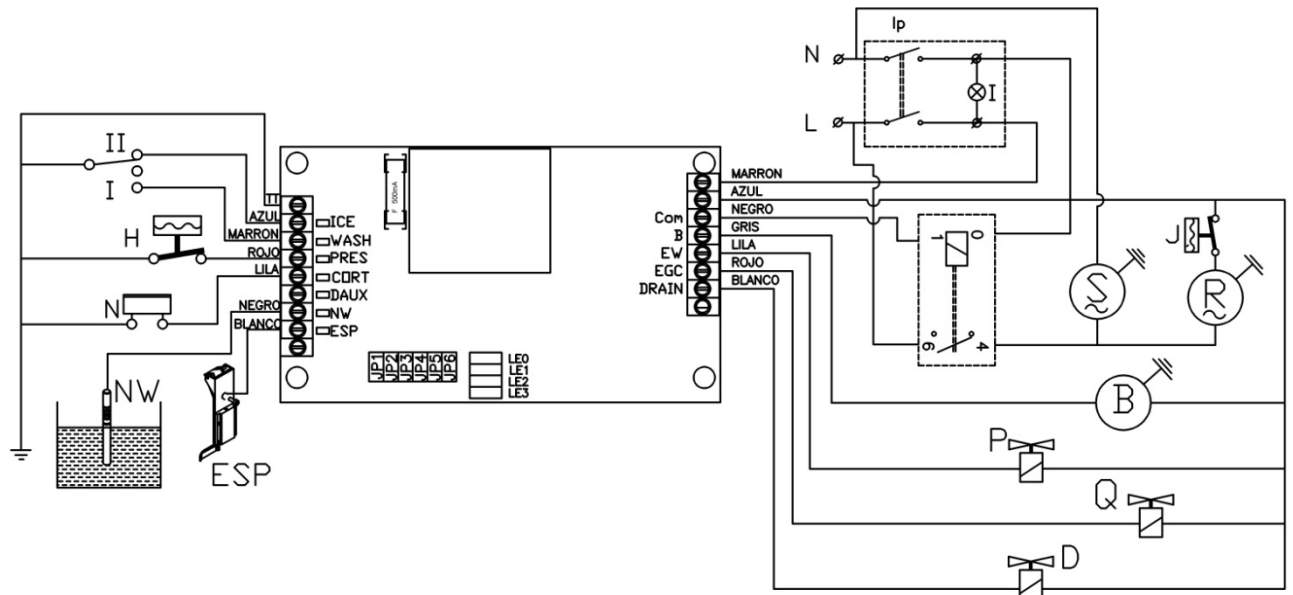 Ip
N
L
I
II
I
H
N
NW
ESP
TT
AZUL
MARRON
ROJO
LILA
NEGRO
BLANCO
ICE
WASH
PRES
CORT
DAUX
NW
ESP
F 500mA
JP1
JP2
JP3
JP4
JP5
JP6
LE0
LE1
LE2
LE3
Com
B
EW
EGC
DRAIN
MARRON
AZUL
NEGRO
GRIS
LILA
ROJO
BLANCO
1
0
6
4
S
J
R
B
P
Q
D